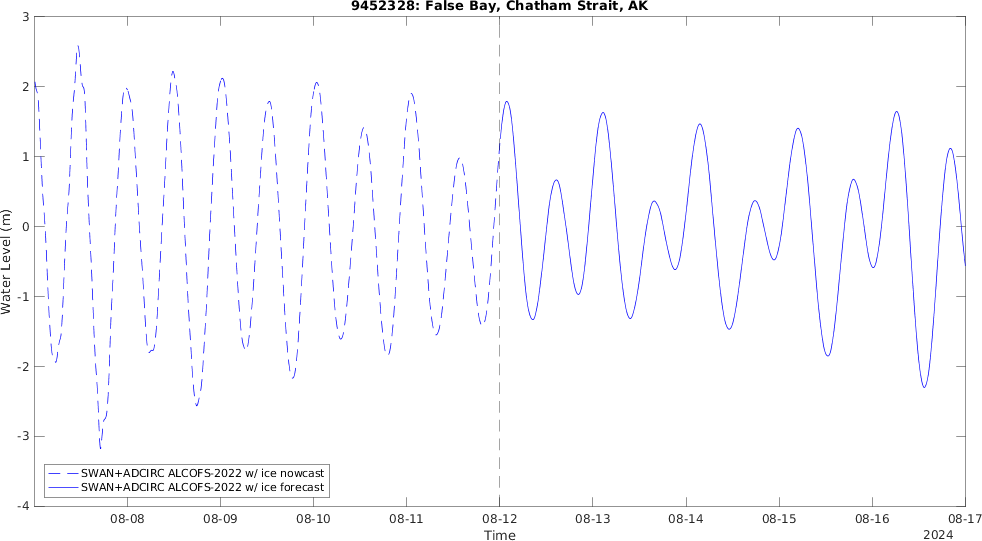 9452328: False Bay, Chatham Strait, AK
3
2
1
0
-1
-2
-3
-4
Water Level (m)
SWAN+ADCIRC ALCOFS-2022 w/ ice nowcast
SWAN+ADCIRC ALCOFS-2022 w/ ice forecast
08-08 08-09 08-10 08-11 08-12 08-13 08-14 08-15 08-16 08-17
Time
2024